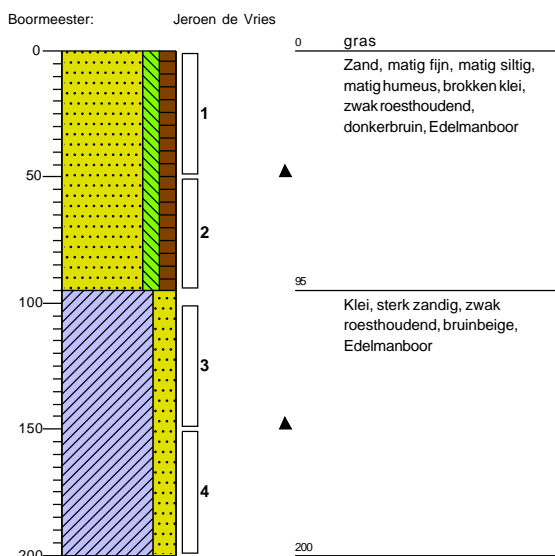 Boormeester: Jeroen de Vries
0
50
100
150
200
1
2
3
4
0 gras
Zand, matig fijn, matig siltig,
matig humeus, brokken klei,
zwak roesthoudend,
donkerbruin, Edelmanboor
95
Klei, sterk zandig, zwak
roesthoudend, bruinbeige,
Edelmanboor
200